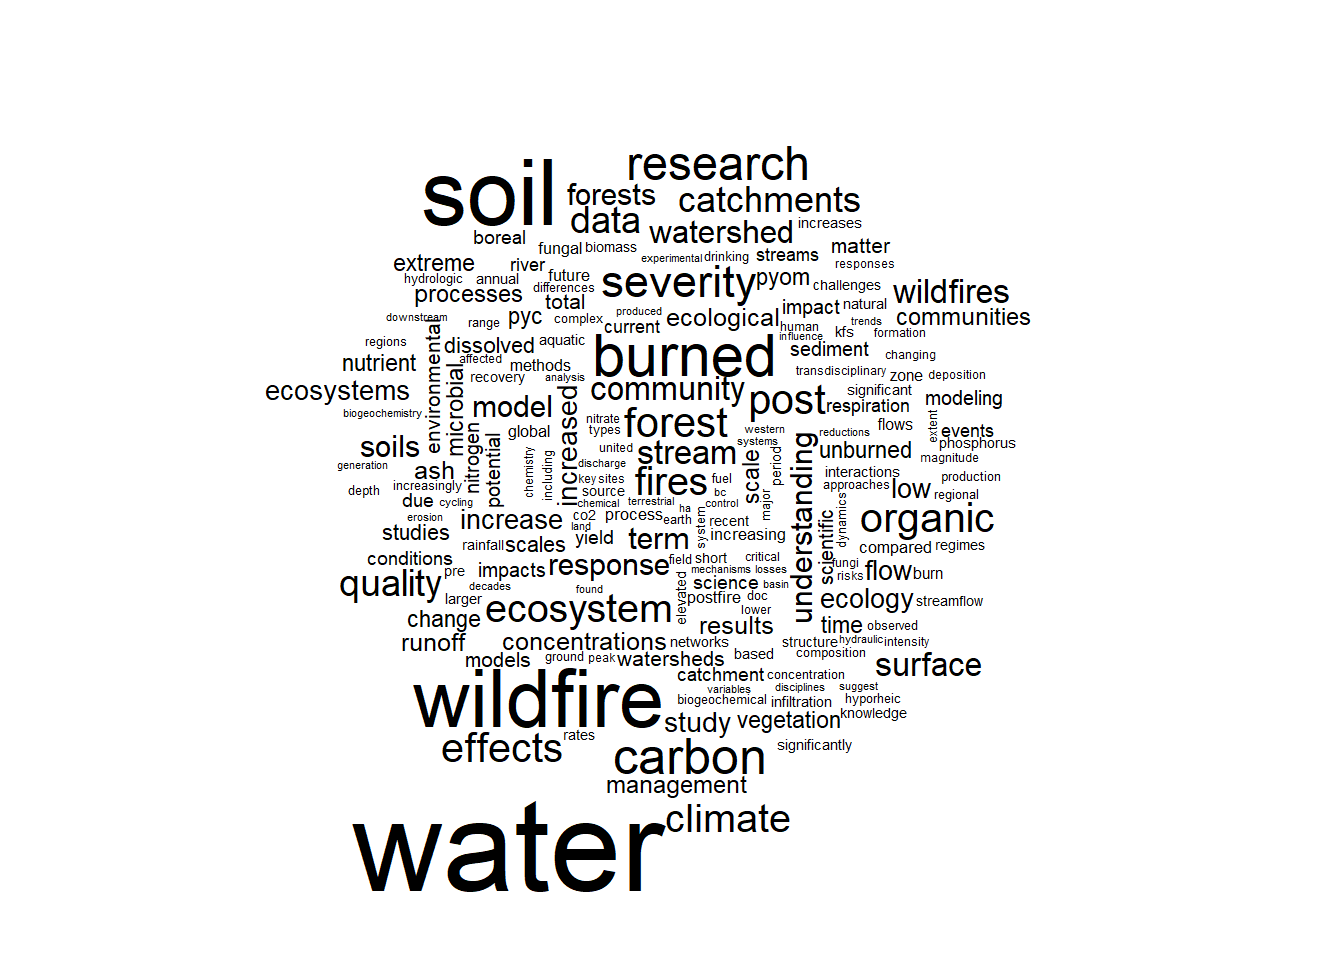 research
soil
forests
catchments
data
increases
watershed
boreal
fungal
biomass
matter
experimental
drinking
streams
extreme
river
responses
hydrologic
annual
future
severity
pyom
challenges
differences
processes
total
wildfires
downstream
range
pyc
complex
produced
impact
natural
current
ecological
communities
human
trends
environmental
dissolved
aquatic
influence
kfs
formation
regions
burned
sediment
changing
nutrient
affected
methods
transdisciplinary
zone
deposition
recovery
analysis
ecosystems
microbial
community
significant
modeling
biogeochemistry
model
increased
post
respiration
nitrate
forest
extent
types
western
flows
events
soils
nitrogen
global
understanding
reductions
systems
phosphorus
potential
united
stream
unburned
generation
chemistry
including
discharge
scale
period
magnitude
ash
key
sites
fires
fuel
interactions
production
increasingly
source
bc
major
approaches
low
depth
regional
due
cycling
chemical
terrestrial
control
dynamics
erosion
increase
co2
process
ha
system
scientific
organic
land
earth
recent
studies
yield
term
increasing
compared
regimes
rainfall
scales
conditions
response
field
short
critical
fungi
flow
burn
quality
pre
impacts
mechanisms
losses
risks
decades
found
elevated
science
basin
larger
ecosystem
postfire
doc
ecology
streamflow
change
lower
results
time
observed
runoff
concentrations
networks
structure
hydraulic
intensity
models
ground
peak
watersheds
based
composition
surface
catchment
concentration
wildfire
variables
disciplines
suggest
biogeochemical
infiltration
hyporheic
study
vegetation
knowledge
effects
rates
carbon
significantly
management
water
climate